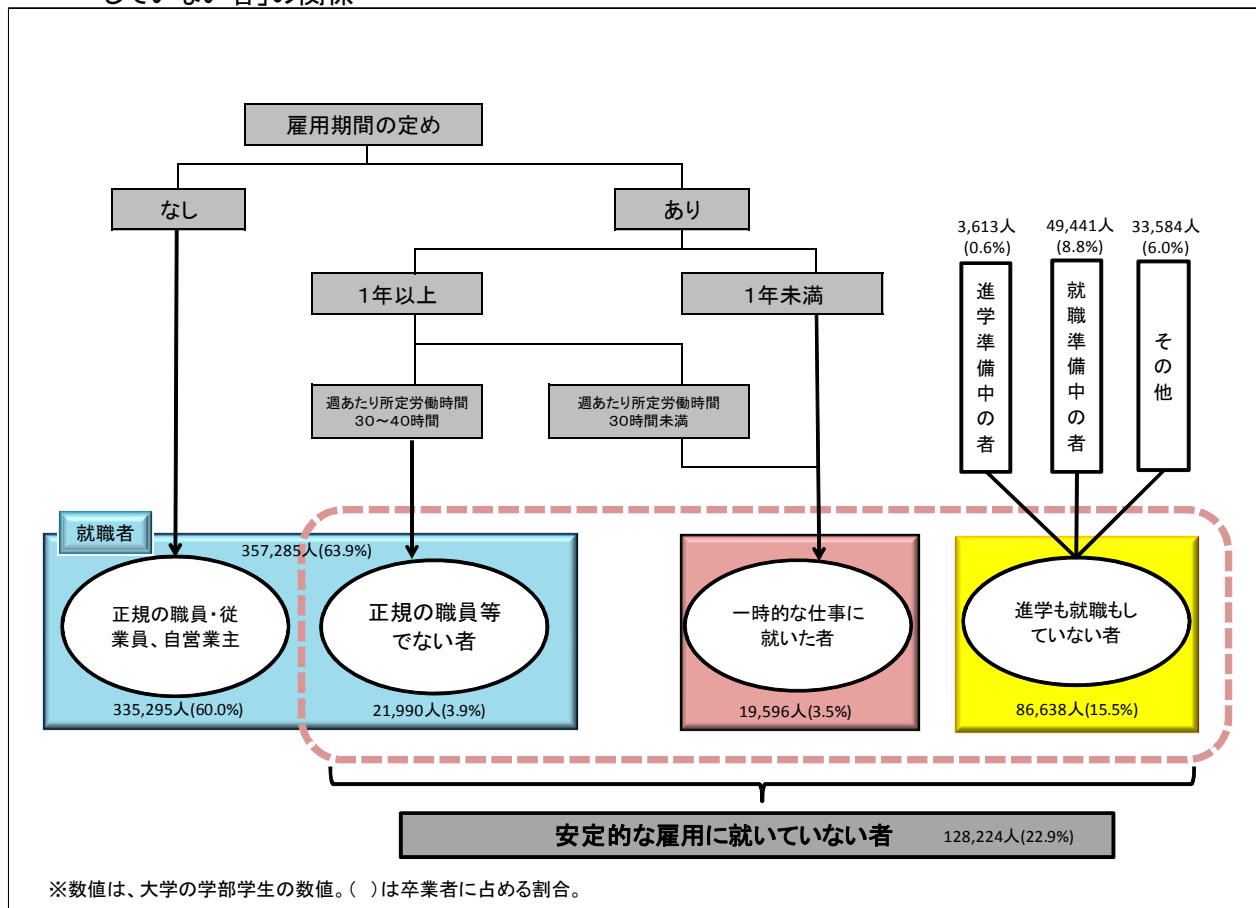 していない者」の関係
雇用期間の定め
なし
あり
3,613人
(0.6%)
49,441人
(8.8%)
33,584人
(6.0%)
1年以上
1年未満
進学準備中の者
就職準備中の者
その他
週あたり所定労働時間
30～40時間
週あたり所定労働時間
30時間未満
就職者
357,285人(63.9%)
正規の職員・従
業員、自営業主
正規の職員等
でない者
一時的な仕事に
就いた者
進学も就職もし
ていない者
335,295人(60.0%)
21,990人(3.9%)
19,596人(3.5%)
86,638人(15.5%)
安定的な雇用に就いていない者
128,224人(22.9%)
※数値は、大学の学部学生の数値。( )は卒業者に占める割合。